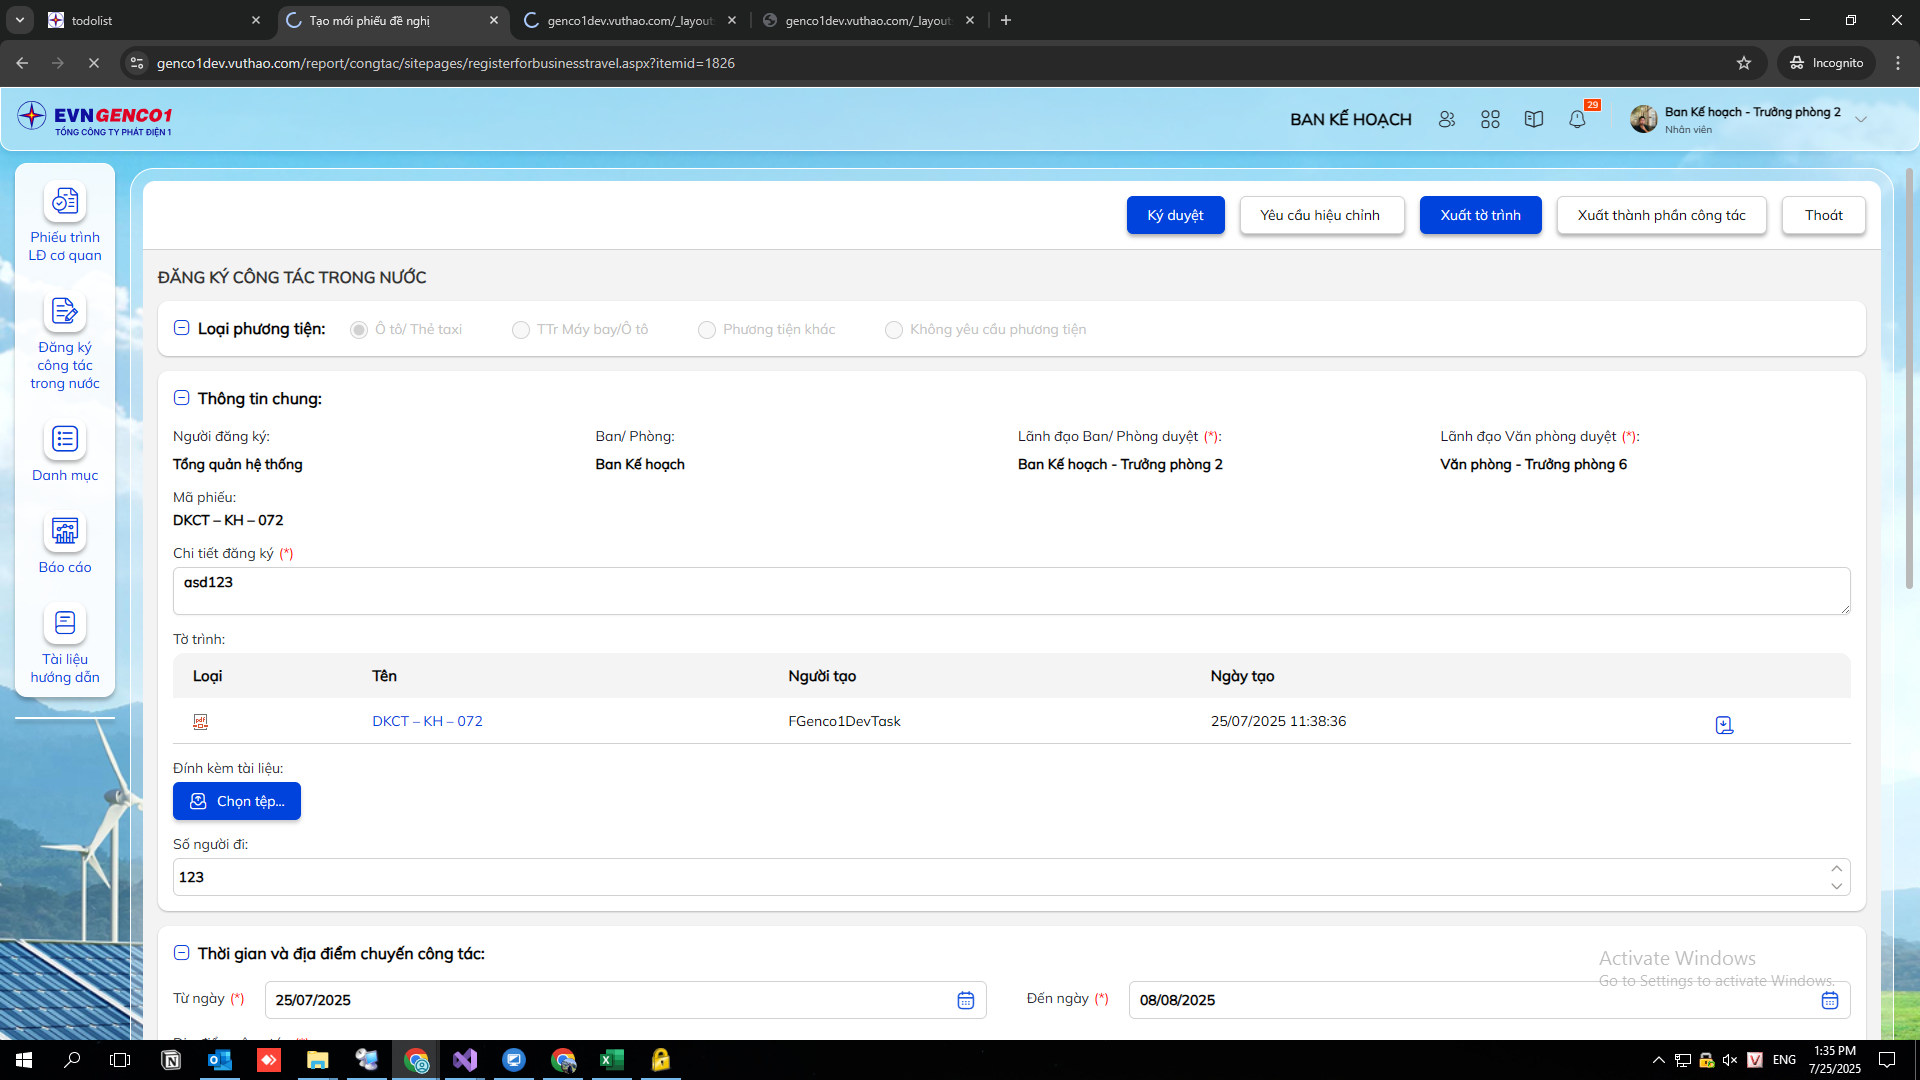 todolist
Tạo mới phiếu đề nghị
genco1dev.vuthao.com/_layout
genco1dev.vuthao.com/_layout
genco1dev.vuthao.com/report/congtac/sitepages/registerforbusinesstravel.aspx?itemid=1826
Incognito
EVNGENCO1
TỔNG CÔNG TY PHÁT ĐIỆN 1
BAN KẾ HOẠCH
29
Ban Kế hoạch - Trưởng phòng 2
Nhân viên
Phiếu trình
LĐ cơ quan
Đăng ký
công tác
trong nước
Danh mục
Báo cáo
Tài liệu
hướng dẫn
Ký duyệt
Yêu cầu hiệu chỉnh
Xuất tờ trình
Xuất thành phần công tác
Thoát
ĐĂNG KÝ CÔNG TÁC TRONG NƯỚC
Loại phương tiện:
Ô tô/ Thẻ taxi
TTr Máy bay/Ô tô
Phương tiện khác
Không yêu cầu phương tiện
Thông tin chung:
Người đăng ký:
Ban/ Phòng:
Lãnh đạo Ban/ Phòng duyệt (*):
Lãnh đạo Văn phòng duyệt (*):
Tổng quản hệ thống
Ban Kế hoạch
Ban Kế hoạch - Trưởng phòng 2
Văn phòng - Trưởng phòng 6
Mã phiếu:
DKCT – KH – 072
Chi tiết đăng ký (*)
asd123
Tờ trình:
Loại
Tên
Người tạo
Ngày tạo
pdf
DKCT – KH – 072
FGenco1DevTask
25/07/2025 11:38:36
Đính kèm tài liệu:
Chọn tệp...
Số người đi:
123
Thời gian và địa điểm chuyến công tác:
Từ ngày (*)
25/07/2025
Đến ngày (*)
08/08/2025
Activate Windows
Go to Settings to activate Windows.
ENG
1:35 PM
7/25/2025